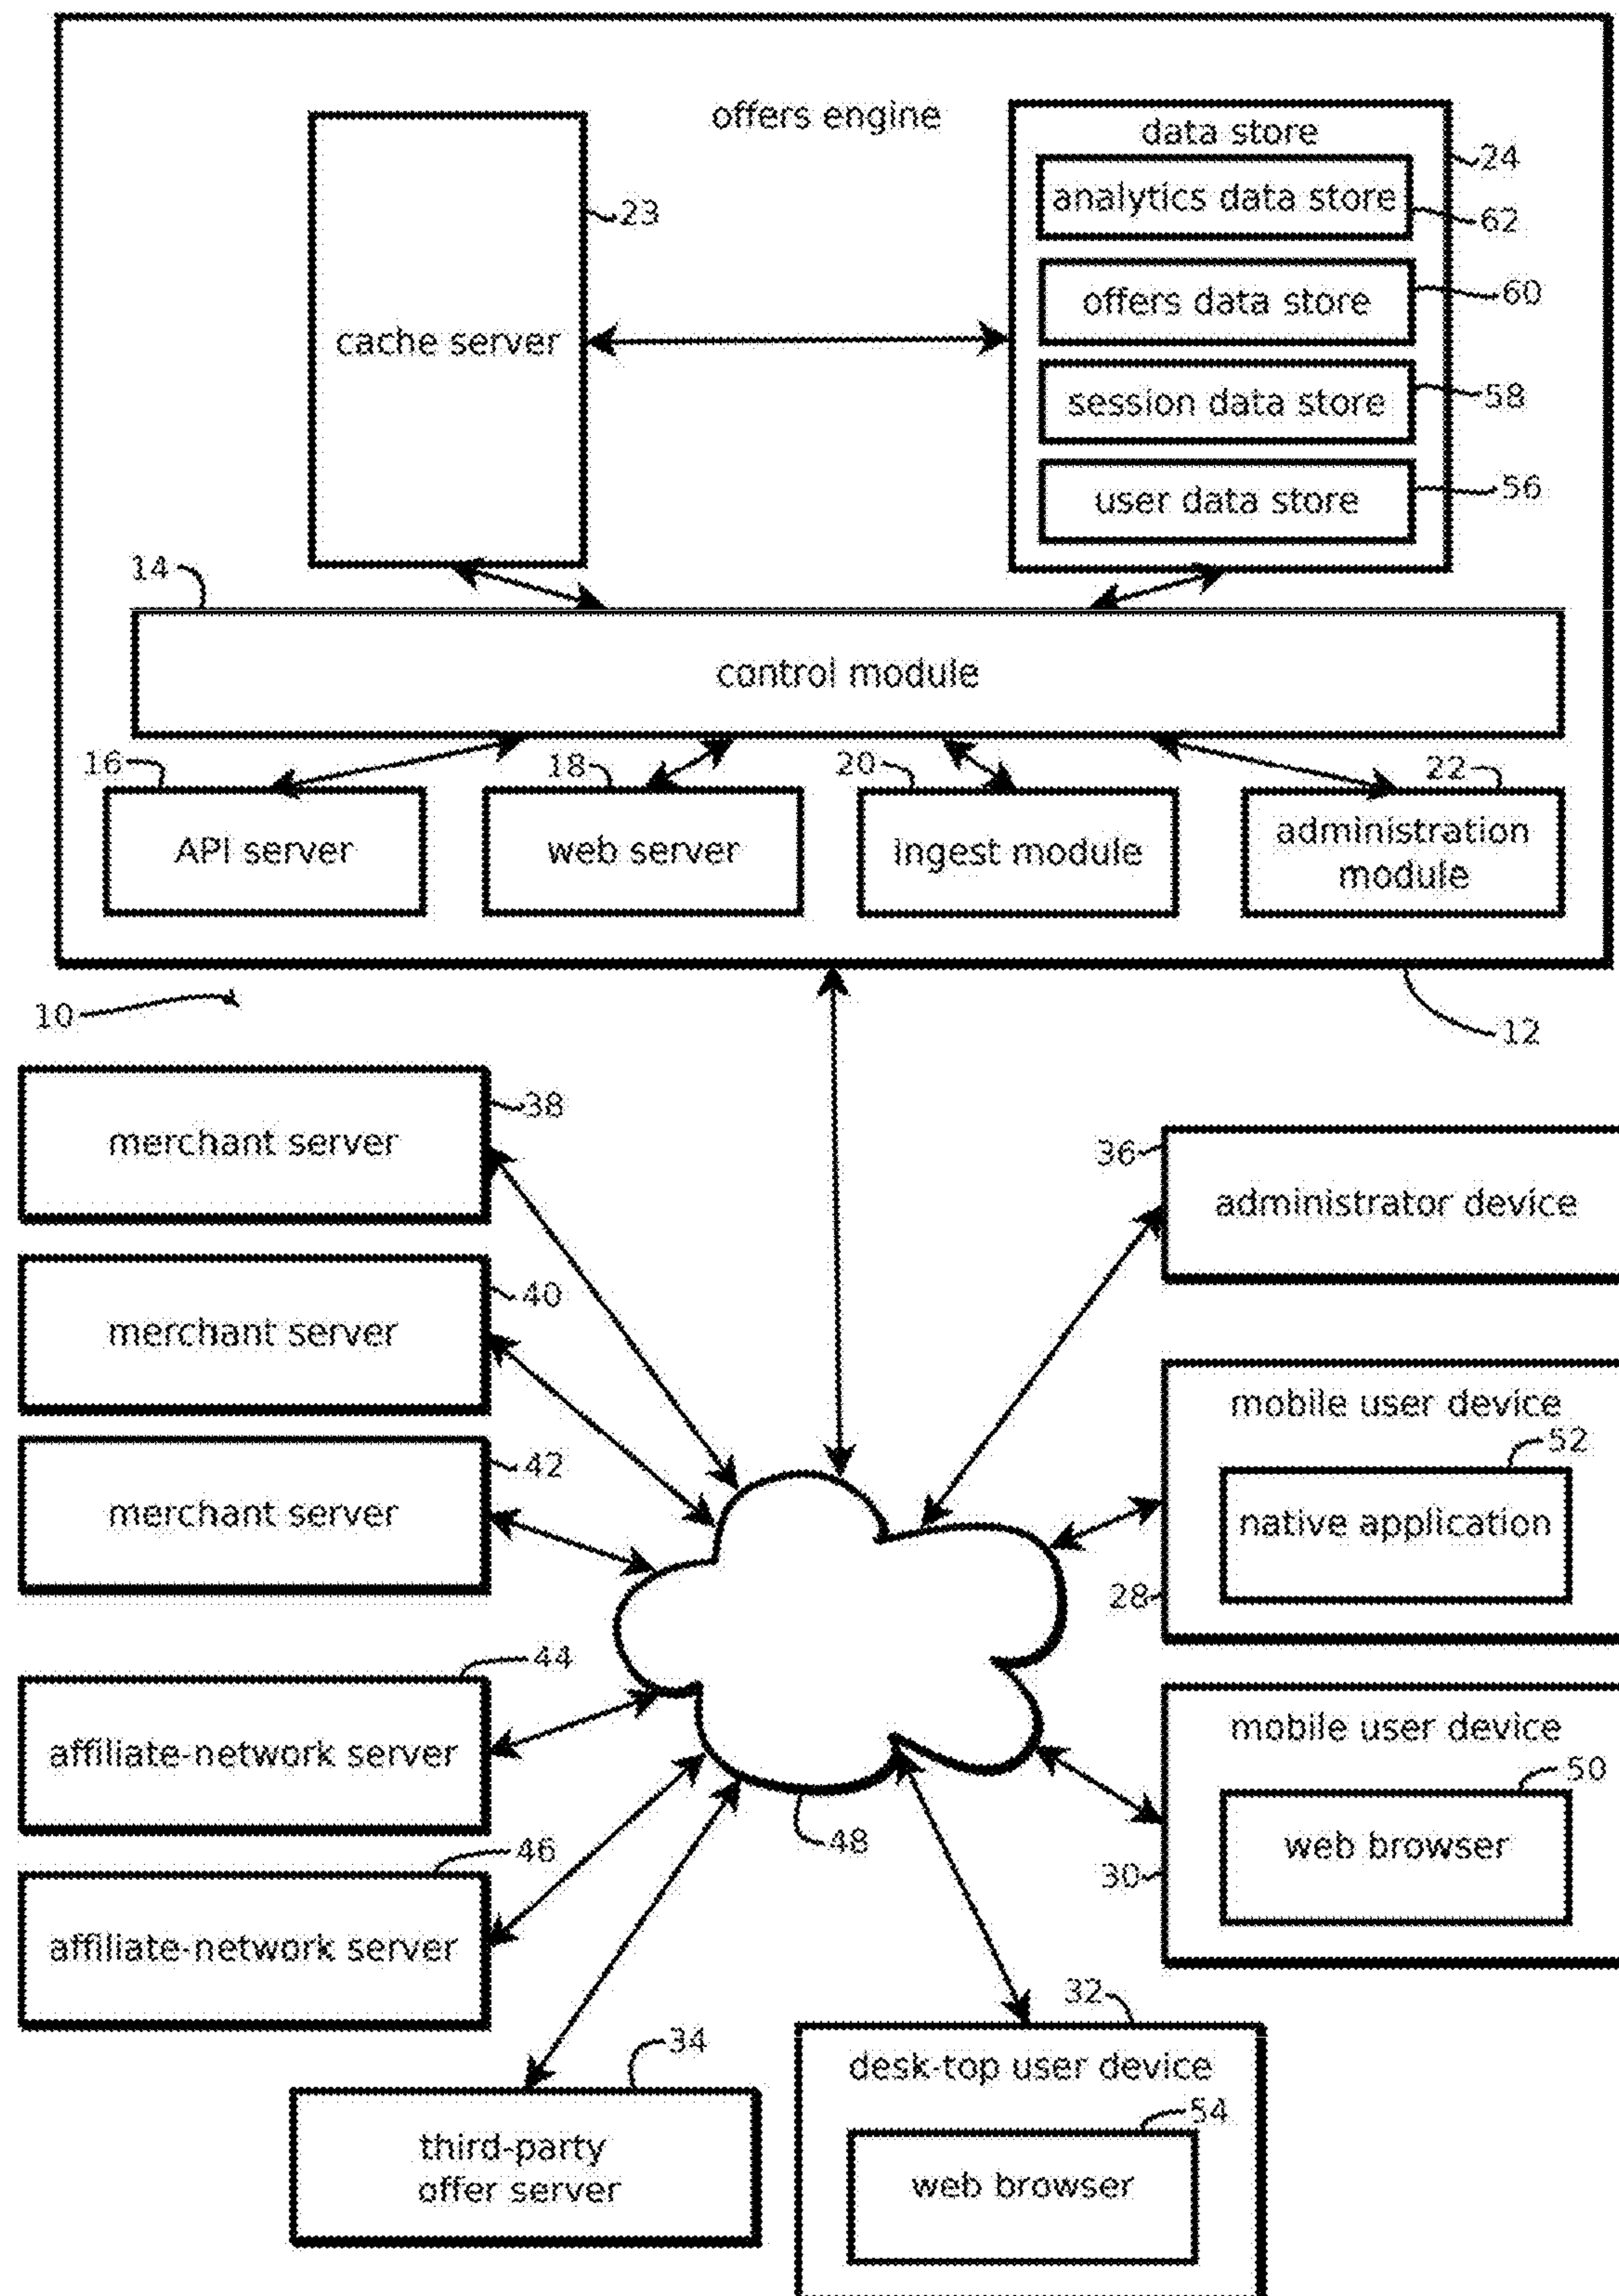 offers engine
data store
24
analytics data store
62
23
offers data store
60
cache server
session data store
58
user data store
56
14
control module
16
18
20
22
API server
web server
ingest module
administration
module
10
12
38
merchant server
36
administrator device
40
merchant server
mobile user device
52
42
merchant server
native application
28
44
affiliate-network server
mobile user device
50
48
web browser
46
30
affiliate-network server
32
34
desk-top user device
54
third-party
offer server
web browser